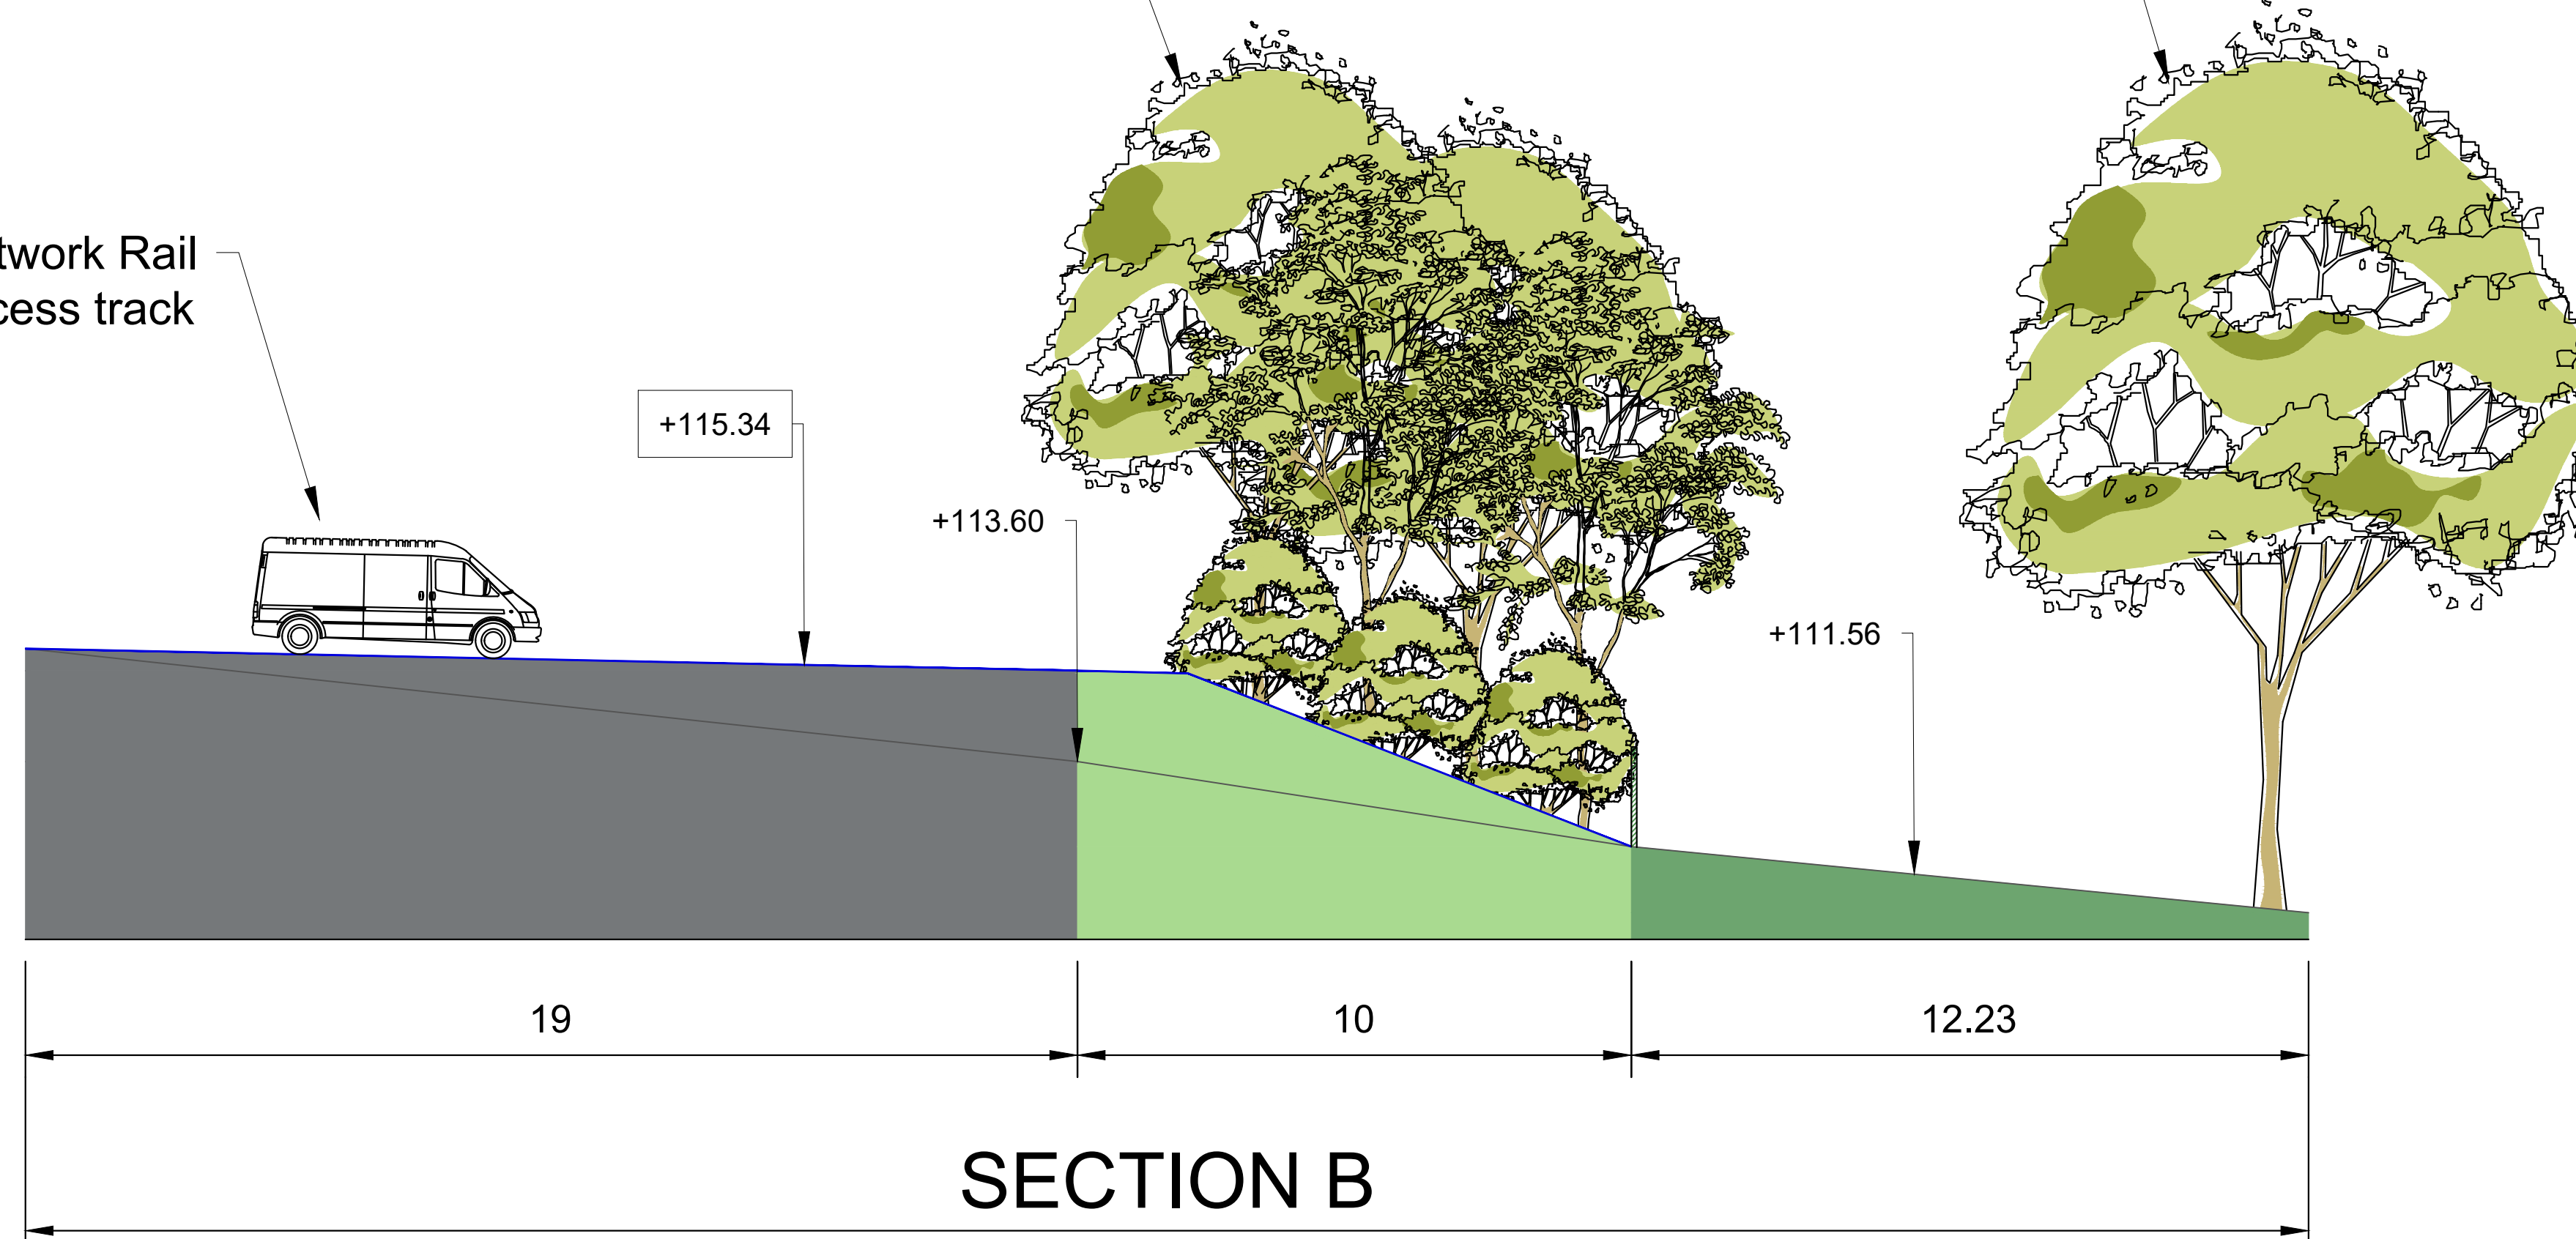 twork Rail
cess track
+115.34
+113.60
+111.56
19
10
12.23
SECTION B